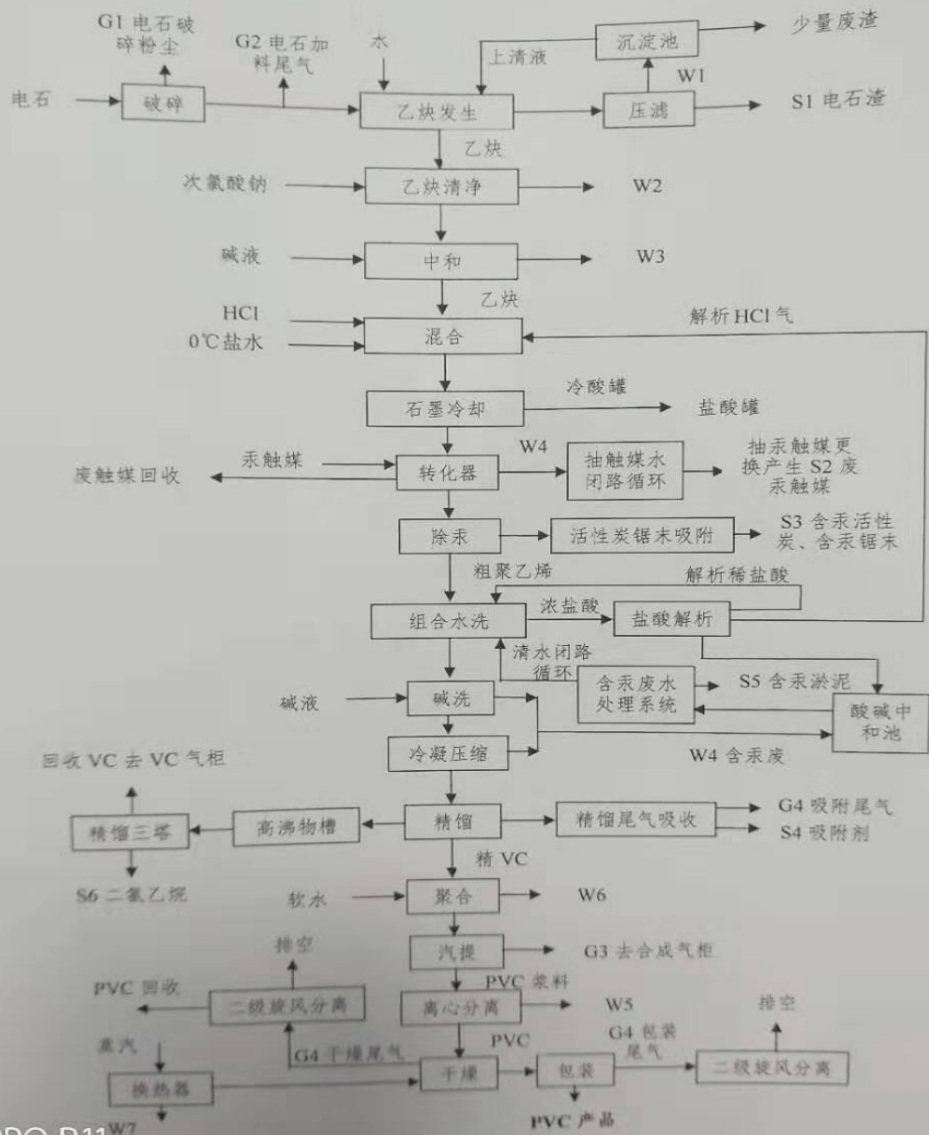 G1 电石破
碎粉尘
G2 电石加
料尾气
水
上清液
沉淀池
少量废渣
W1
电石
破碎
乙炔发生
压滤
S1 电石渣
乙炔
次氯酸钠
乙炔清净
W2
碱液
中和
W3
乙炔
HCl
0℃盐水
混合
解析 HCl 气
石墨冷却
冷酸罐
盐酸罐
废触媒回收
汞触媒
转化器
W4
抽触媒水
闭路循环
抽汞触媒更
换产生 S2 废
汞触媒
除汞
活性炭锯末吸附
S3 含汞活性
炭、含汞锯末
粗聚乙烯
解析稀盐酸
组合水洗
浓盐酸
盐酸解析
清水闭路
循环
碱液
碱洗
含汞废水
处理系统
S5 含汞淤泥
酸碱中
和池
冷凝压缩
W4 含汞废
回收 VC 去 VC 气柜
精馏三塔
高沸物槽
精馏
精馏尾气吸收
G4 吸附尾气
S4 吸附剂
精 VC
S6 二氯乙烷
软水
聚合
W6
排空
汽提
G3 去合成气柜
PVC 浆料
PVC 回收
二级旋风分离
离心分离
W5
排空
PVC
G4 包装
尾气
蒸汽
G4 干燥尾气
换热器
干燥
包装
二级旋风分离
W7
PVC 产品